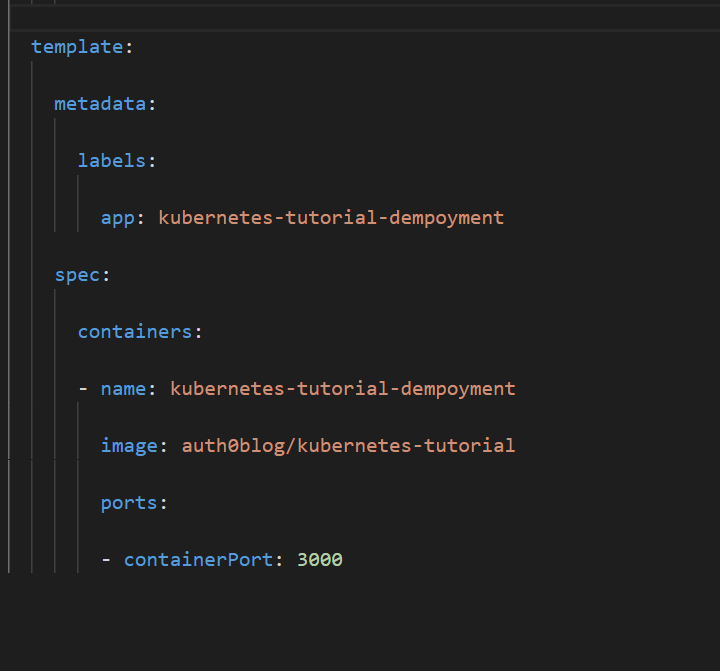 template:
metadata:
labels:
app: kubernetes-tutorial-dempoyment
spec:
containers:
- name: kubernetes-tutorial-dempoyment
image: auth0blog/kubernetes-tutorial
ports:
- containerPort: 3000